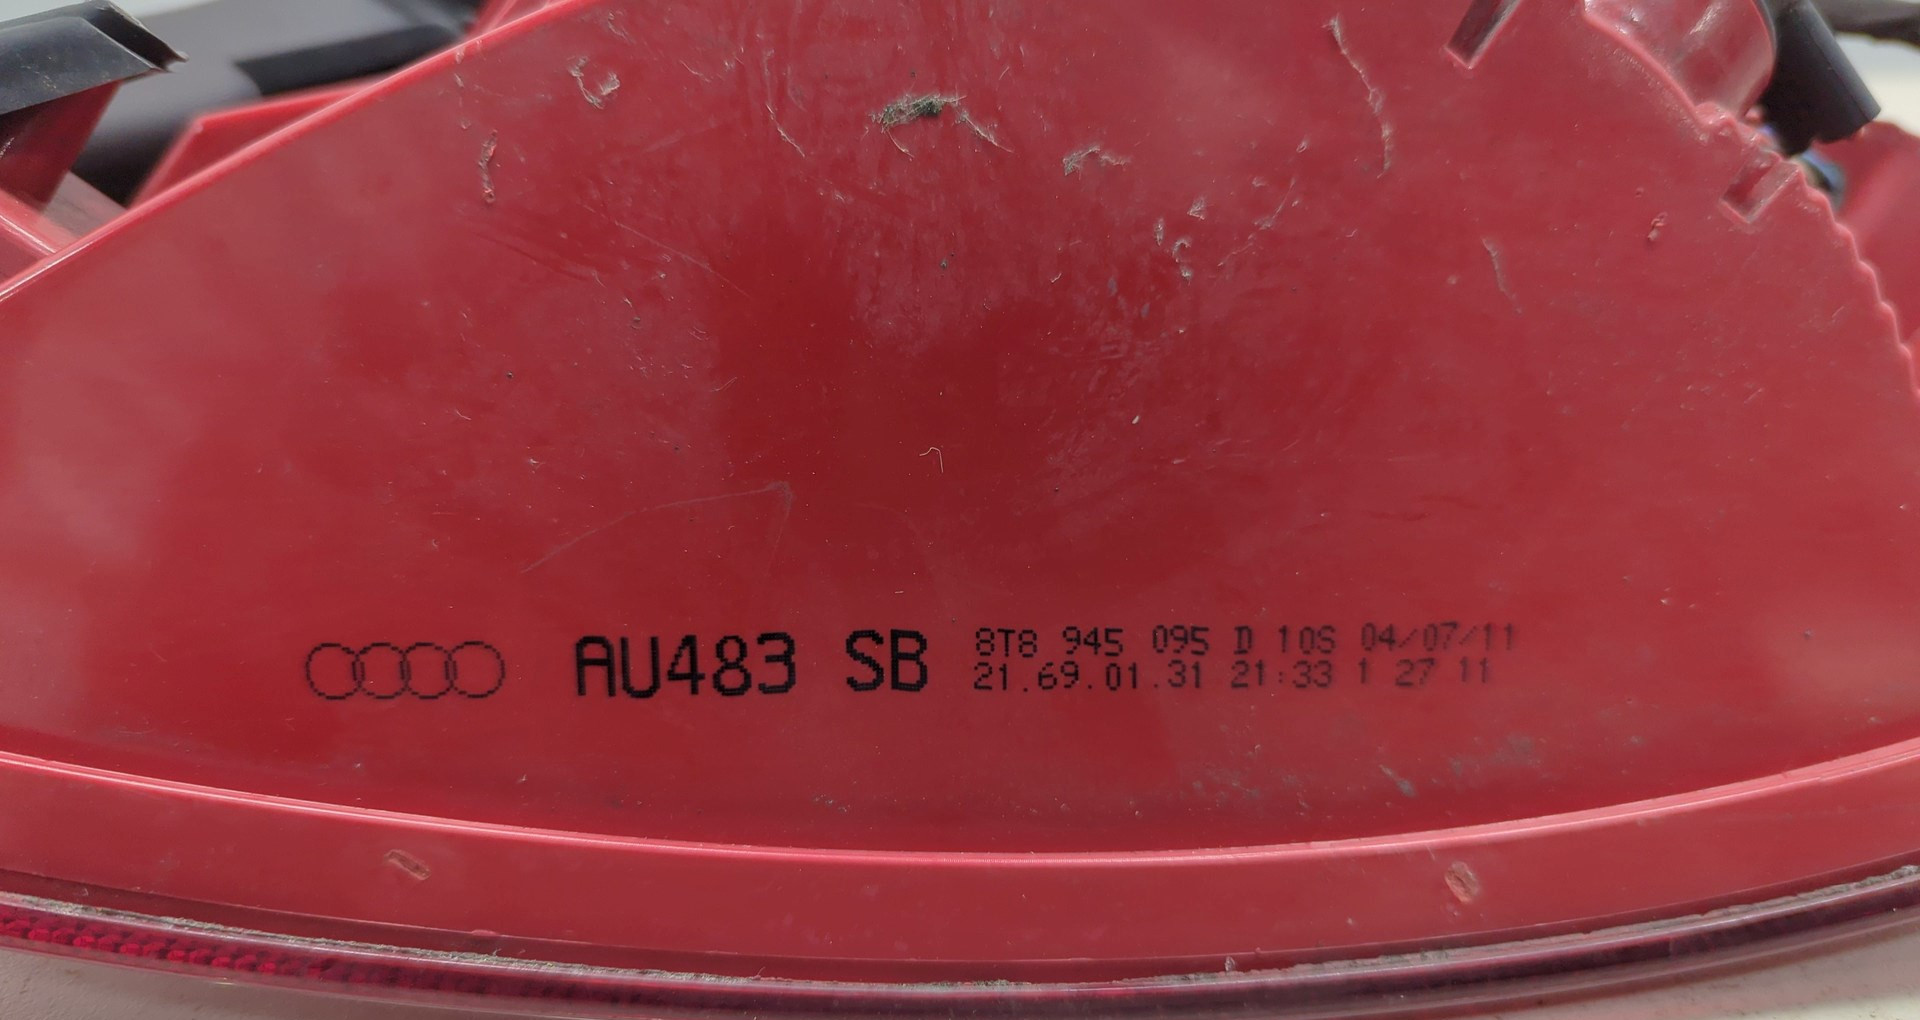 AU483 SB
8T8 945 095 D 10S 04/07/11
21.69.01.31 21:33 1 27 11